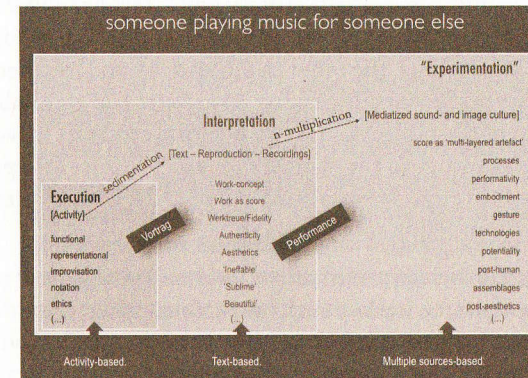 someone playing music for someone else
"Experimentation"
n-multiplication
[Mediatized sound- and image culture]
Interpretation
sedimentation
[Text – Reproduction – Recordings]
score as 'multi-layered artefact'
processes
performativity
embodiment
gesture
technologies
potentiality
post-human
assemblages
post-aesthetics
(...)
Work-concept
Work as score
Werktreue/Fidelity
Authenticity
Aesthetics
'Ineffable'
'Sublime'
'Beautiful'
(...)
Execution
[Activity]
functional
representational
improvisation
notation
ethics
(...)
Vortrag
Performance
Activity-based.
Text-based.
Multiple sources-based.